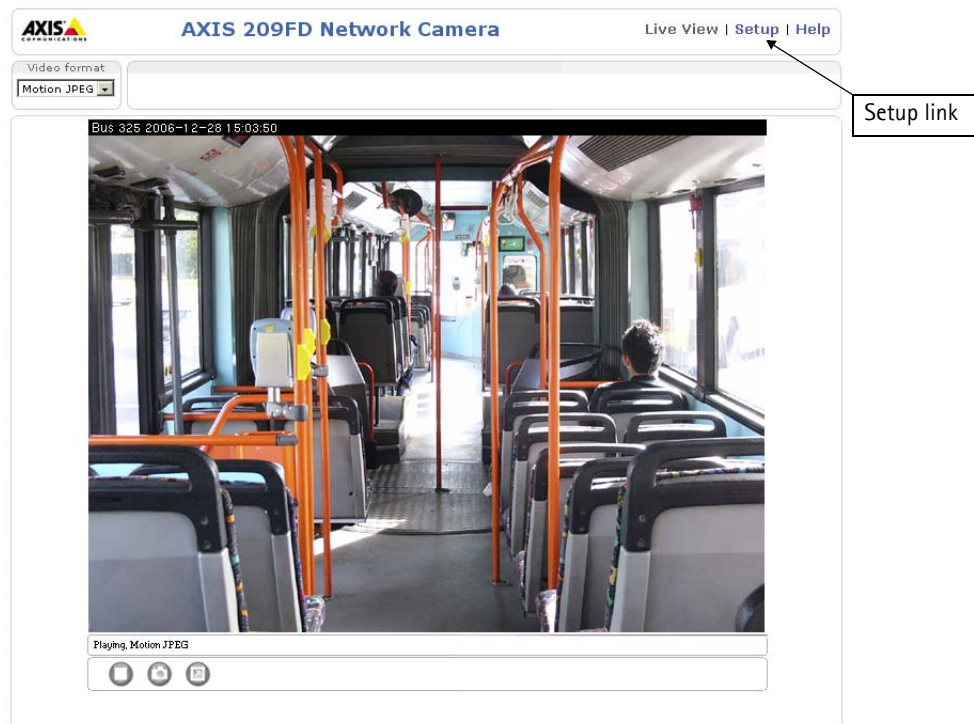 AXIS
COMMUNICATIONS
AXIS 209FD Network Camera
Live View | Setup | Help
Video format
Motion JPEG
Setup link
Bus 325 2006-12-28 15:03:50
Playing, Motion JPEG